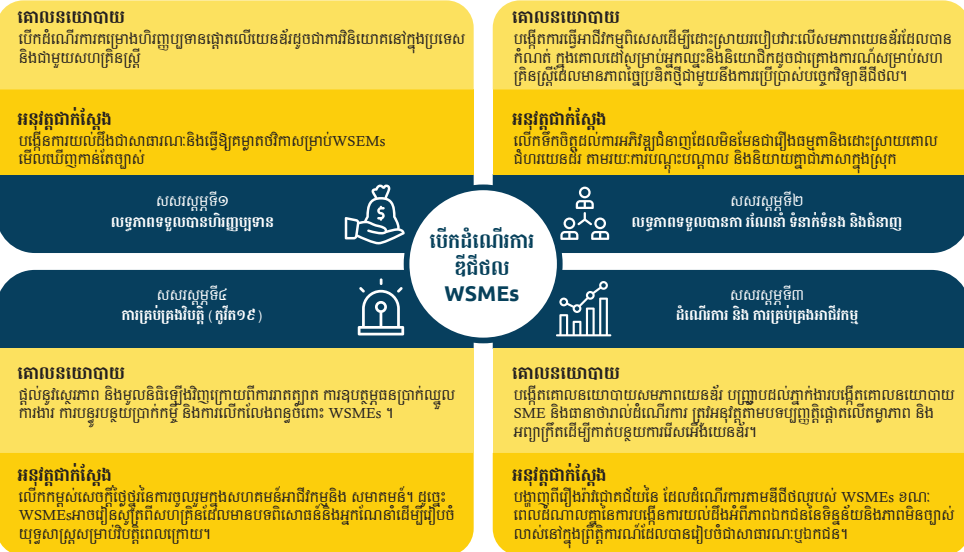 គោលនយោបាយ
បើកដំណើរការគម្រោងហិរញ្ញប្បទានផ្តោតលើយេនឌ័រដូចជាការវិនិយោគនៅក្នុងប្រទេស
និងជាមួយសហគ្រិនស្ត្រី
អនុវត្តជាក់ស្តែង
បង្កើនការយល់ដឹងជាសាធារណៈនិងធ្វើឱ្យគម្លាតថវិកាសម្រាប់WSEMs
មើលឃើញកាន់តែច្បាស់
សសរស្តម្ភទី១
លទ្ធភាពទទួលបានហិរញ្ញប្បទាន
គោលនយោបាយ
បង្កើតការធ្វើអាជីវកម្មពិសេសដើម្បីដោះស្រាយរបៀបវារៈលើសមភាពយេនឌ័រដែលបាន
កំណត់ ក្នុងគោលដៅសម្រាប់អ្នកឈ្នះនិងនិយោជិកដូចជាគ្រោងការណ៍សម្រាប់សហ
គ្រិនស្ត្រីដែលមានភាពច្នៃប្រឌិតថ្មីជាមួយនឹងការប្រើប្រាស់បច្ចេកវិទ្យាឌីជីថល។
អនុវត្តជាក់ស្តែង
លើកទឹកចិត្តដល់ការអភិវឌ្ឍជំនាញដែលមិនមែនជារឿងធម្មតានិងដោះស្រាយគោល
ជំហរយេនដ័រ តាមរយៈការបណ្តុះបណ្តាល និងនិយាយគ្នាជាភាសាក្នុងស្រុក
សសរស្តម្ភទី២
លទ្ធភាពទទួលបានកា រណែនាំ ទំនាក់ទំនង និងជំនាញ
បើកដំណើរការ
ឌីជីថល
WSMEs
សសរស្តម្ភទី៤
ការគ្រប់គ្រងវិបត្តិ (កូវីត១៩)
គោលនយោបាយ
ផ្តល់នូវស្ថេរភាព និងមូលនិធិឡើងវិញក្រោយពីការរាតត្បាត ការឧបត្ថម្ភធនប្រាក់ឈ្នួល
ការងារ ការបន្ធូរបន្ថយប្រាក់កម្ចី និងការលើកលែងពន្ធចំពោះ WSMEs ។
អនុវត្តជាក់ស្តែង
លើកកម្ពស់សេចក្តីថ្លៃថ្នូរនៃការចូលរួមក្នុងសហគមន៍អាជីវកម្មនិង សមាគមន៍។ ដូច្នេះ
WSMEsអាចរៀនសូត្រពីសហគ្រិនដែលមានបទពិសោធន៍និងអ្នកណែនាំដើម្បីរៀបចំ
យុទ្ធសាស្ត្រសម្រាប់វិបត្តិពេលក្រោយ។
សសរស្តម្ភទី៣
ដំណើរការ និង ការគ្រប់គ្រងអាជីវកម្ម
គោលនយោបាយ
បង្កើតគោលនយោបាយសមភាពយេនឌ័រ បញ្ជ្រាបដល់ភ្នាក់ងារបង្កើតគោលនយោបាយ
SME និងធានាថារាល់ដំណើរការ ត្រូវអនុវត្តតាមបទប្បញ្ញត្តិផ្តោតលើតម្លាភាព និង
អព្យាក្រឹតដើម្បីកាត់បន្ថយការរើសអើងយេនឌ័រ។
អនុវត្តជាក់ស្តែង
បង្ហាញពីរឿងរ៉ាវជោគជ័យនៃ ដែលដំណើរការតាមឌីជីថលរបស់ WSMEs ខណៈ
ពេលដំណាលគ្នានៃការបង្កើនការយល់ដឹងអំពីភាពឯកជននៃទិន្នន័យនិងភាពមិនច្បាស់
លាស់នៅក្នុងព្រឹត្តិការណ៍ដែលបានរៀបចំជាសាធារណៈឬឯកជន។